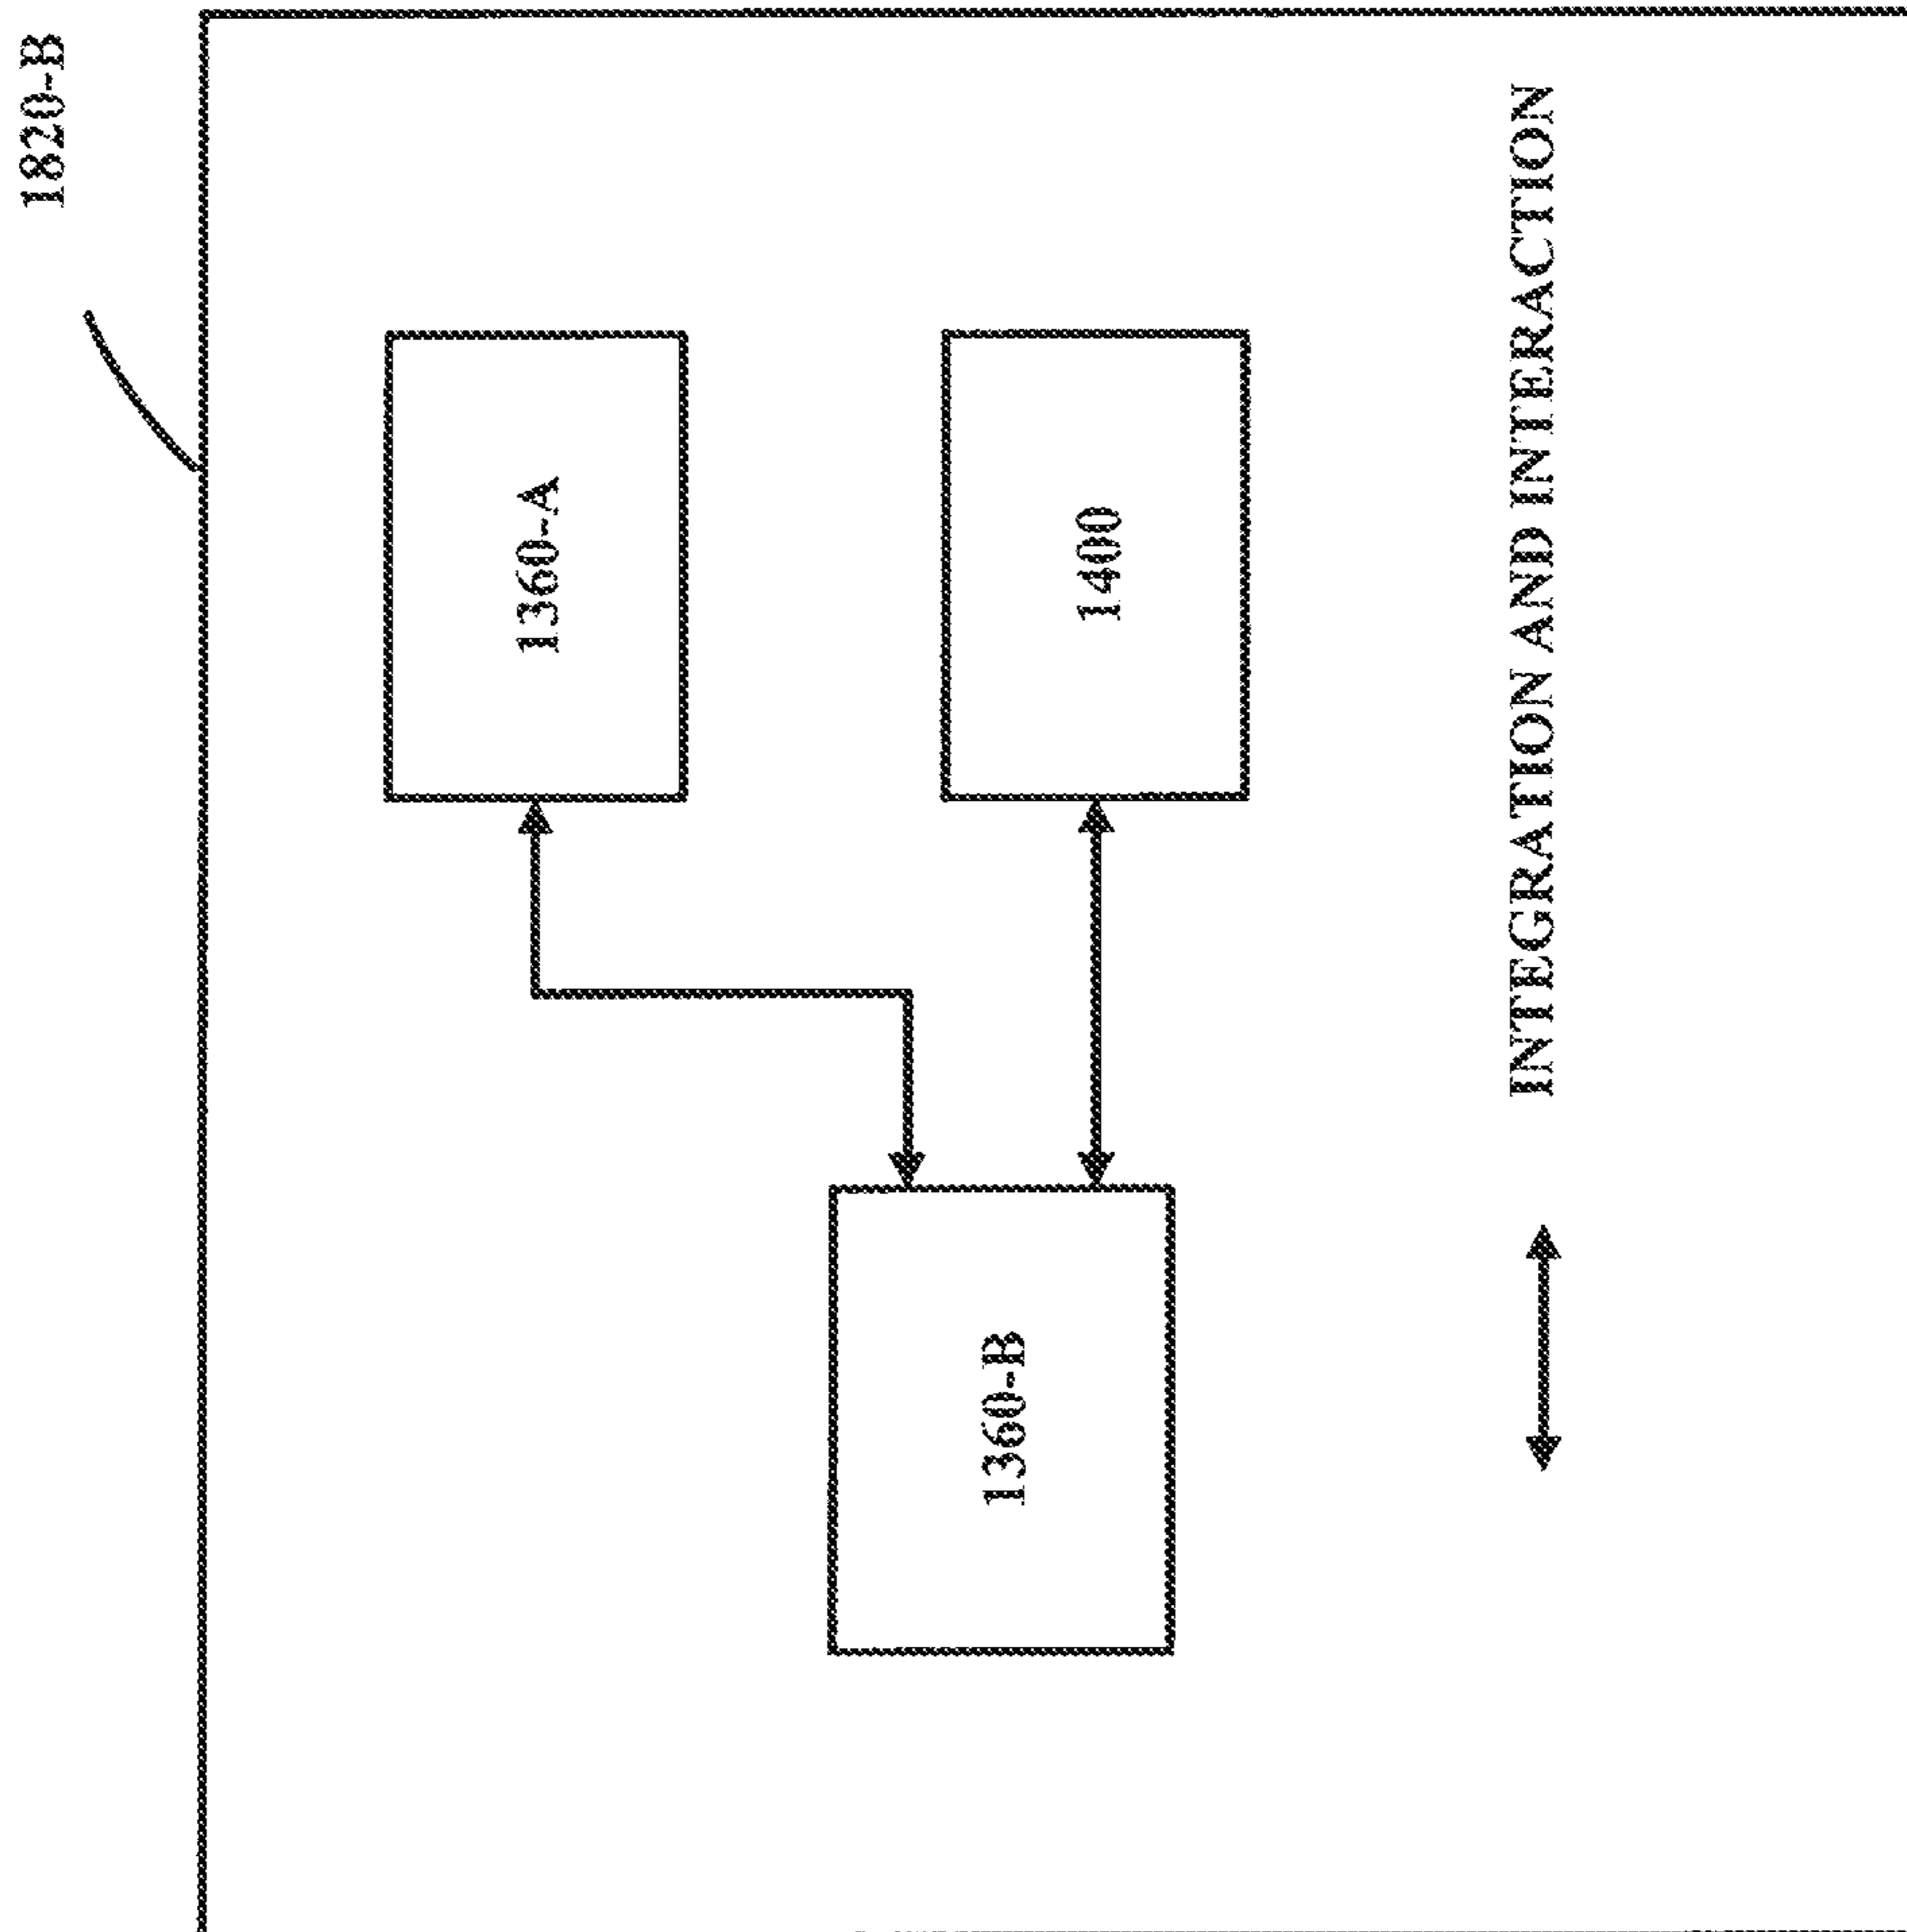 1820-B
1360-A
1360-B
1400
INTEGRATION AND INTERACTION